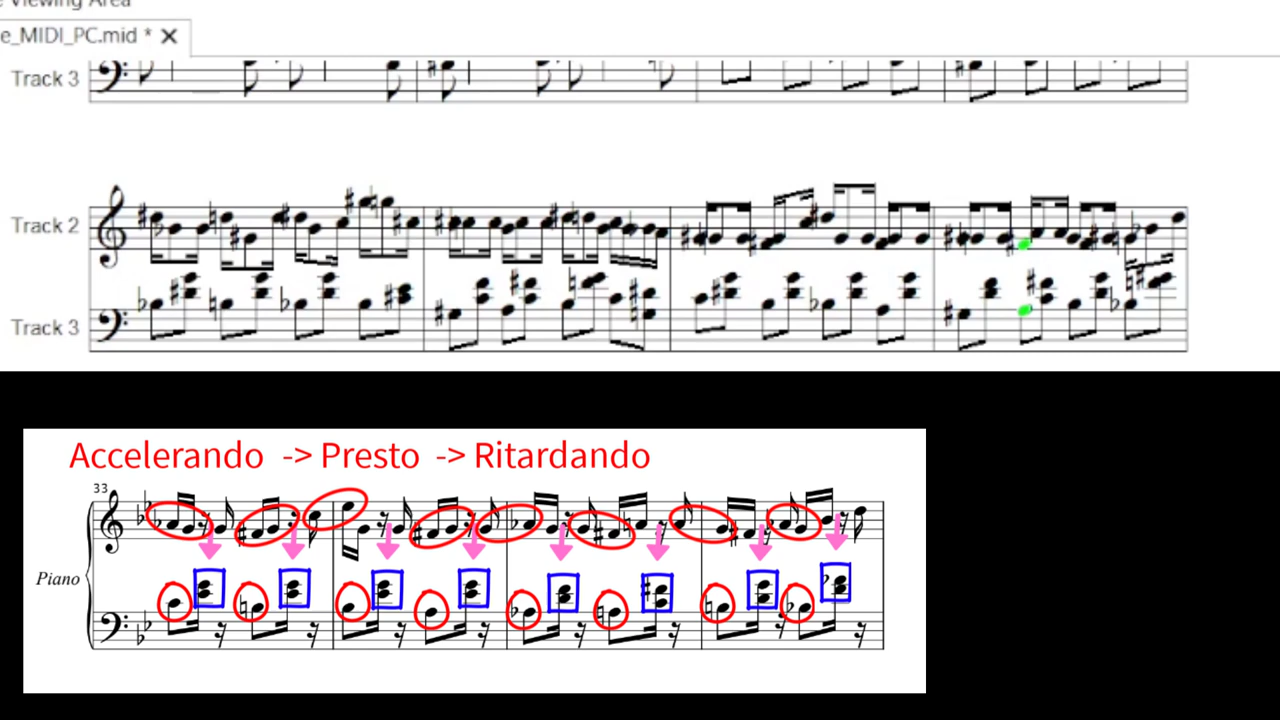 e Viewing Area
e_MIDI_PC.mid *
Track 3
Track 2
Track 3
Accelerando -> Presto -> Ritardando
33
Piano